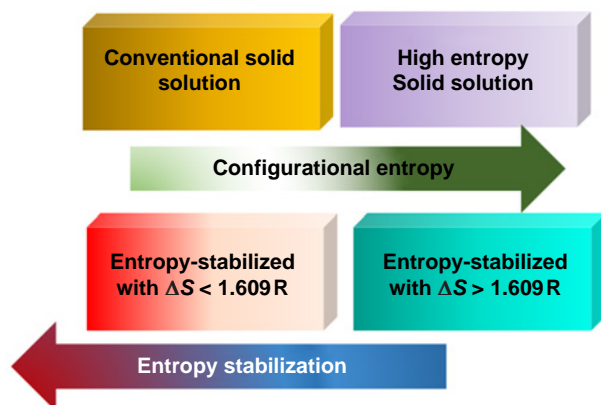 Conventional solid
solution
High entropy
Solid solution
Configurational entropy
Entropy-stabilized
with ΔS < 1.609 R
Entropy-stabilized
with ΔS > 1.609 R
Entropy stabilization